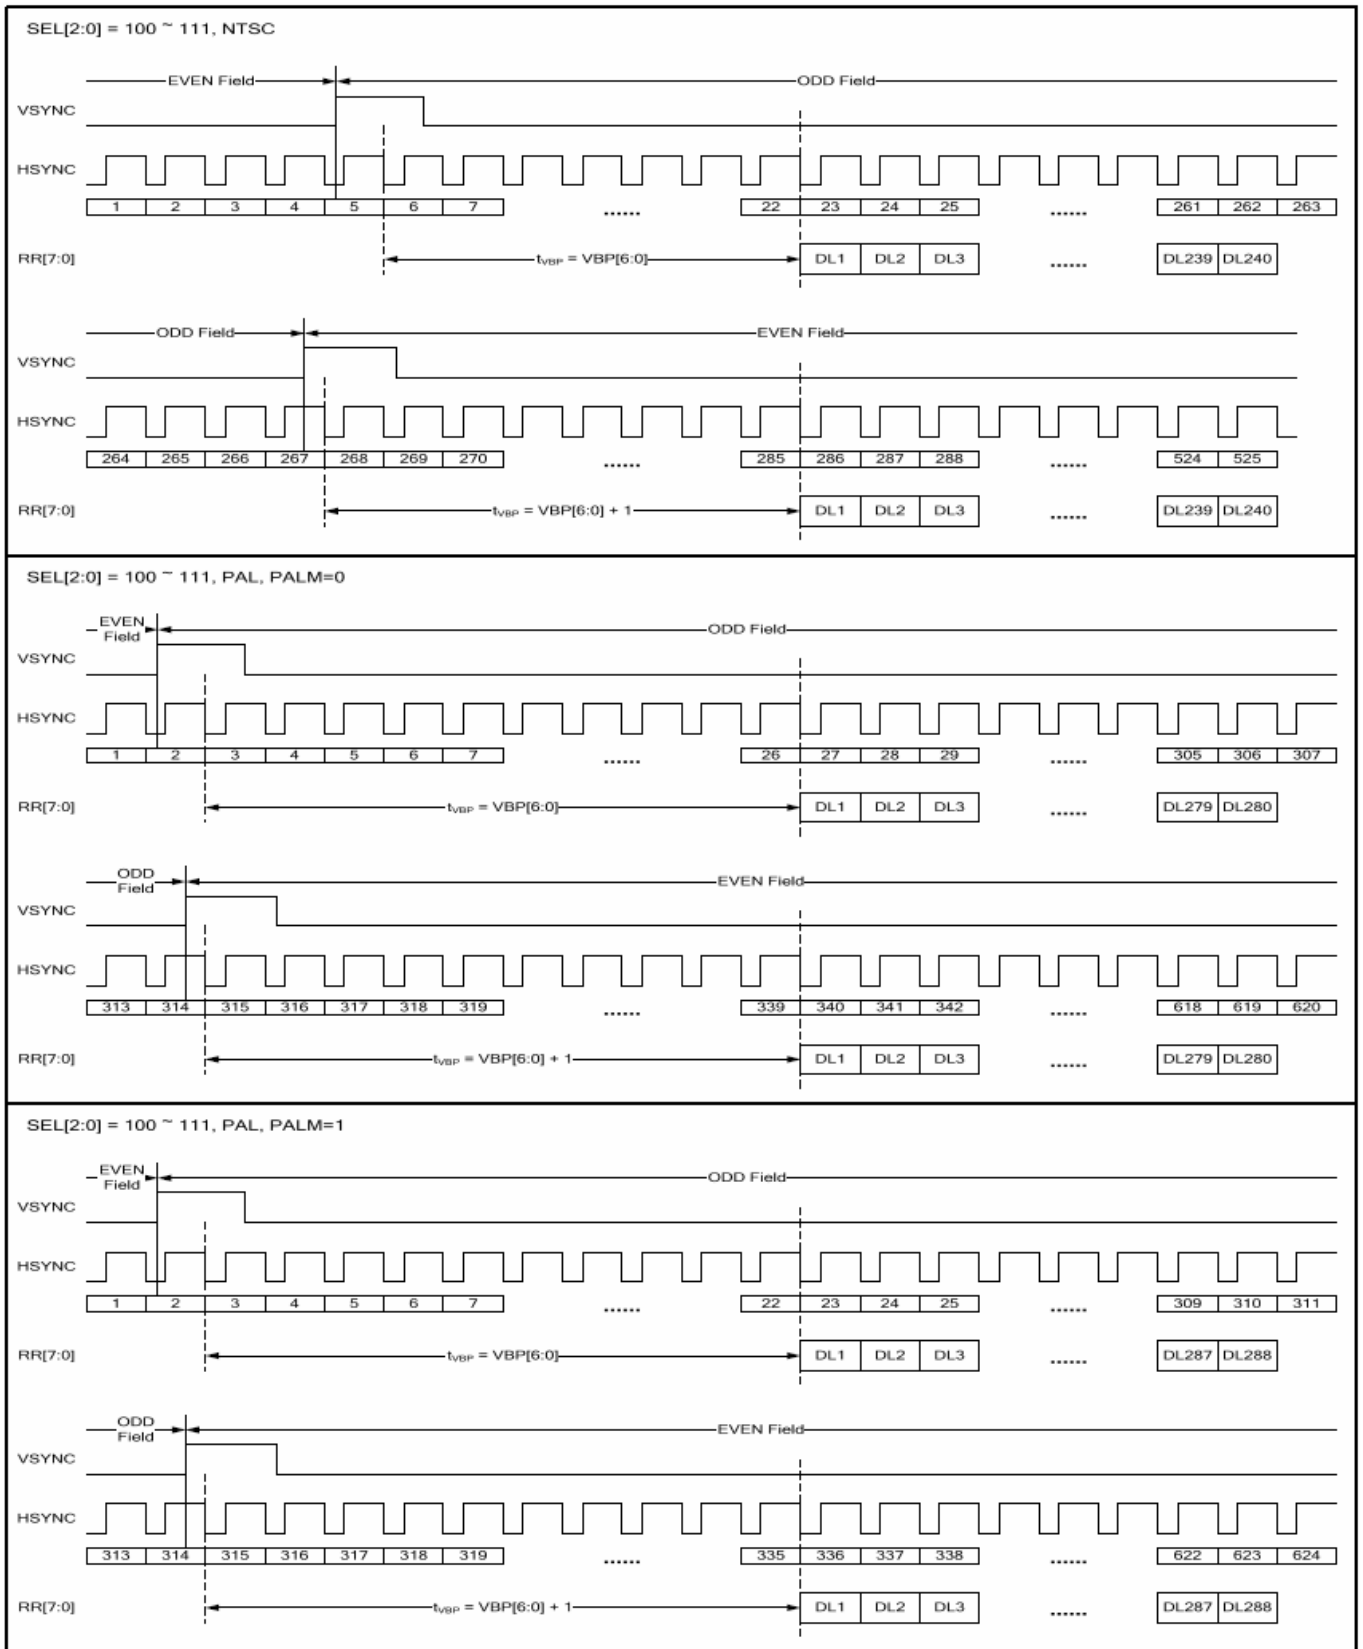 SEL[2:0] = 100 ~ 111, NTSC
EVEN Field ODD Field
VSYNC
HSYNC
1 2 3 4 5 6 7 ...... 22 23 24 25 ...... 261 262 263
RR[7:0] tVBP = VBP[6:0] DL1 DL2 DL3 ...... DL239 DL240
ODD Field EVEN Field
VSYNC
HSYNC
264 265 266 267 268 269 270 ...... 285 286 287 288 ...... 524 525
RR[7:0] tVBP = VBP[6:0] + 1 DL1 DL2 DL3 ...... DL239 DL240
SEL[2:0] = 100 ~ 111, PAL, PALM=0
EVEN Field ODD Field
VSYNC
HSYNC
1 2 3 4 5 6 7 ...... 26 27 28 29 ...... 305 306 307
RR[7:0] tVBP = VBP[6:0] DL1 DL2 DL3 ...... DL279 DL280
ODD Field EVEN Field
VSYNC
HSYNC
313 314 315 316 317 318 319 ...... 339 340 341 342 ...... 618 619 620
RR[7:0] tVBP = VBP[6:0] + 1 DL1 DL2 DL3 ...... DL279 DL280
SEL[2:0] = 100 ~ 111, PAL, PALM=1
EVEN Field ODD Field
VSYNC
HSYNC
1 2 3 4 5 6 7 ...... 22 23 24 25 ...... 309 310 311
RR[7:0] tVBP = VBP[6:0] DL1 DL2 DL3 ...... DL287 DL288
ODD Field EVEN Field
VSYNC
HSYNC
313 314 315 316 317 318 319 ...... 335 336 337 338 ...... 622 623 624
RR[7:0] tVBP = VBP[6:0] + 1 DL1 DL2 DL3 ...... DL287 DL288